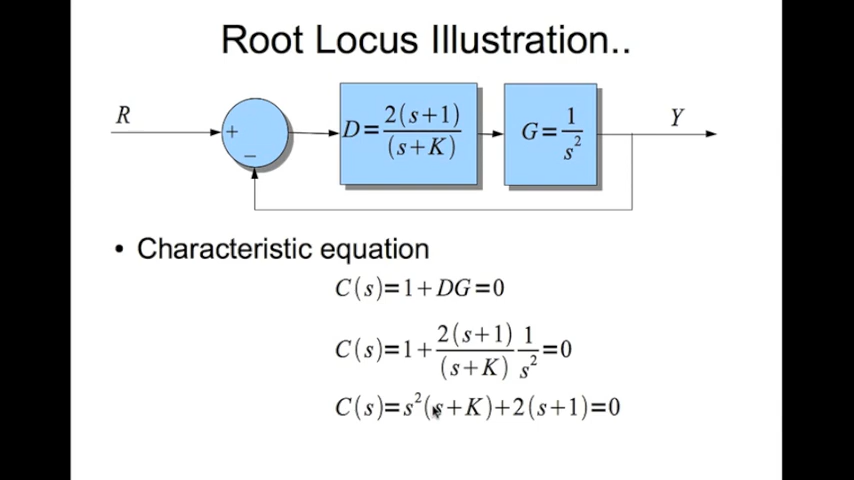 Root Locus Illustration..
R
+
−
D=2(s+1)/(s+K)
G=1/s²
Y
• Characteristic equation
C(s)=1+DG=0
C(s)=1+2(s+1)/(s+K) 1/s²=0
C(s)=s²(s+K)+2(s+1)=0